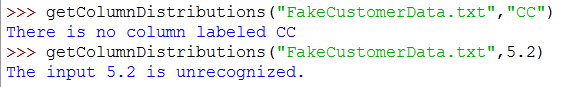 >>> getColumnDistributions("FakeCustomerData.txt","CC")
There is no column labeled CC
>>> getColumnDistributions("FakeCustomerData.txt",5.2)
The input 5.2 is unrecognized.